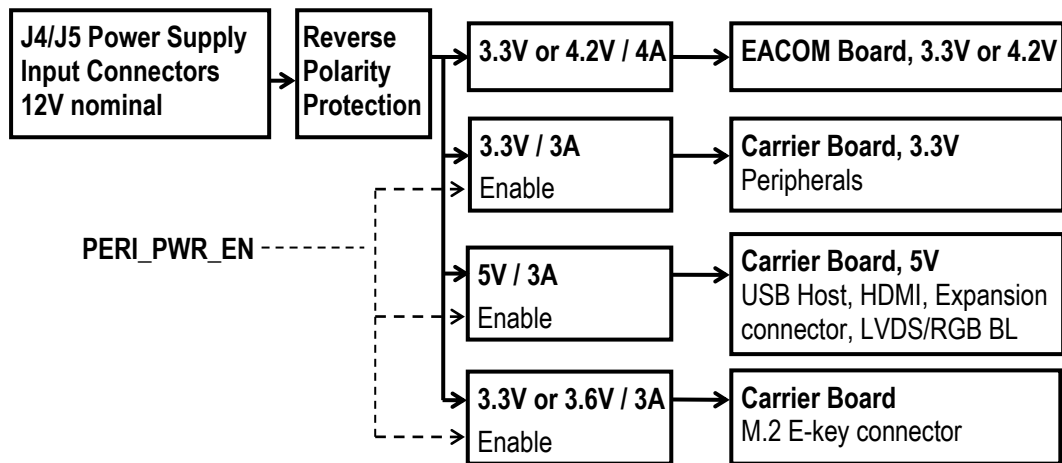 J4/J5 Power Supply
Input Connectors
12V nominal
Reverse
Polarity
Protection
3.3V or 4.2V / 4A
EACOM Board, 3.3V or 4.2V
3.3V / 3A
Enable
Carrier Board, 3.3V
Peripherals
PERI_PWR_EN
5V / 3A
Enable
Carrier Board, 5V
USB Host, HDMI, Expansion
connector, LVDS/RGB BL
3.3V or 3.6V / 3A
Enable
Carrier Board
M.2 E-key connector